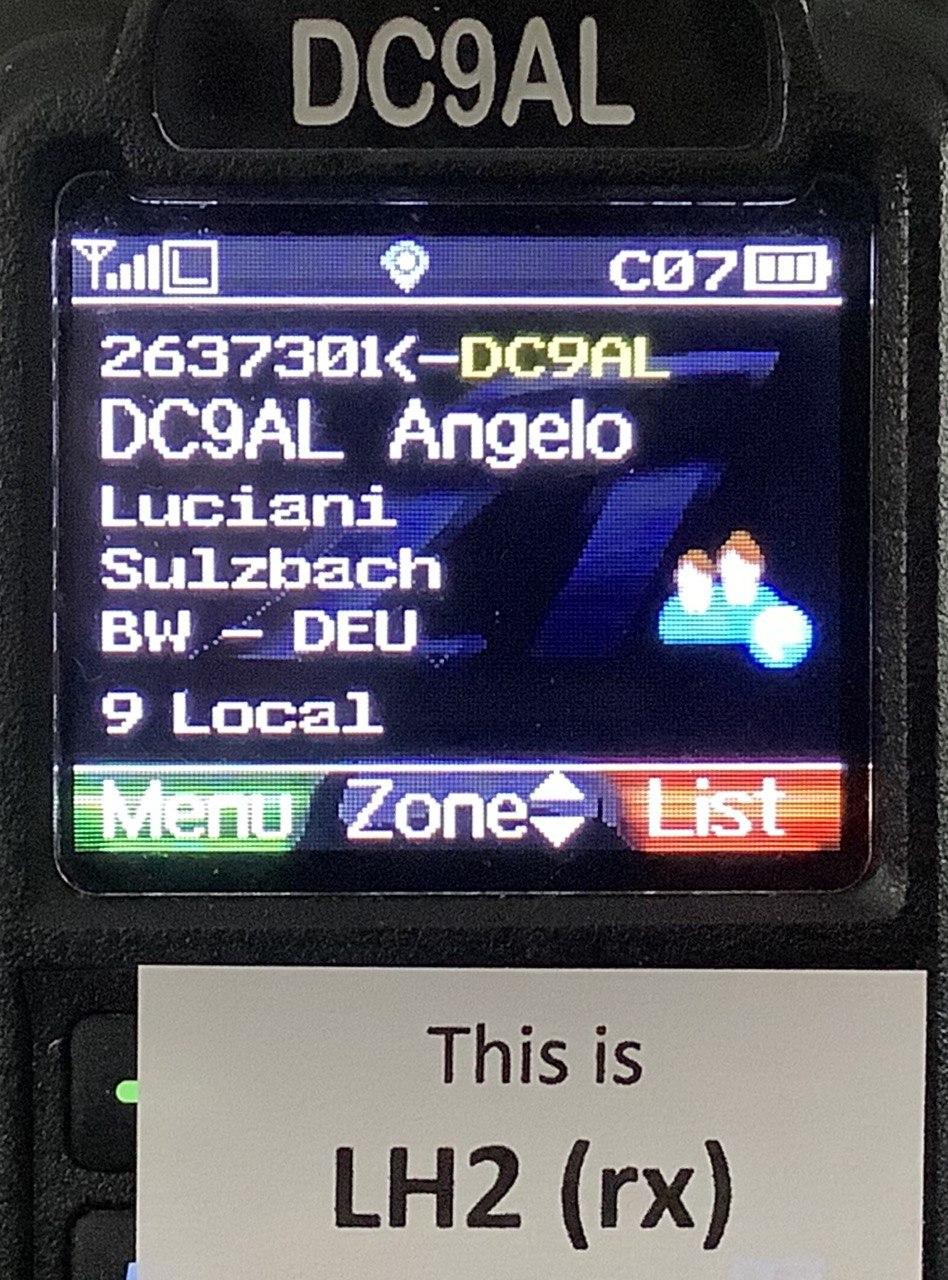 DC9AL
L C07
2637301<-DC9AL
DC9AL Angelo
Luciani
Sulzbach
BW - DEU
9 Local
Menu Zone List
This is
LH2 (rx)